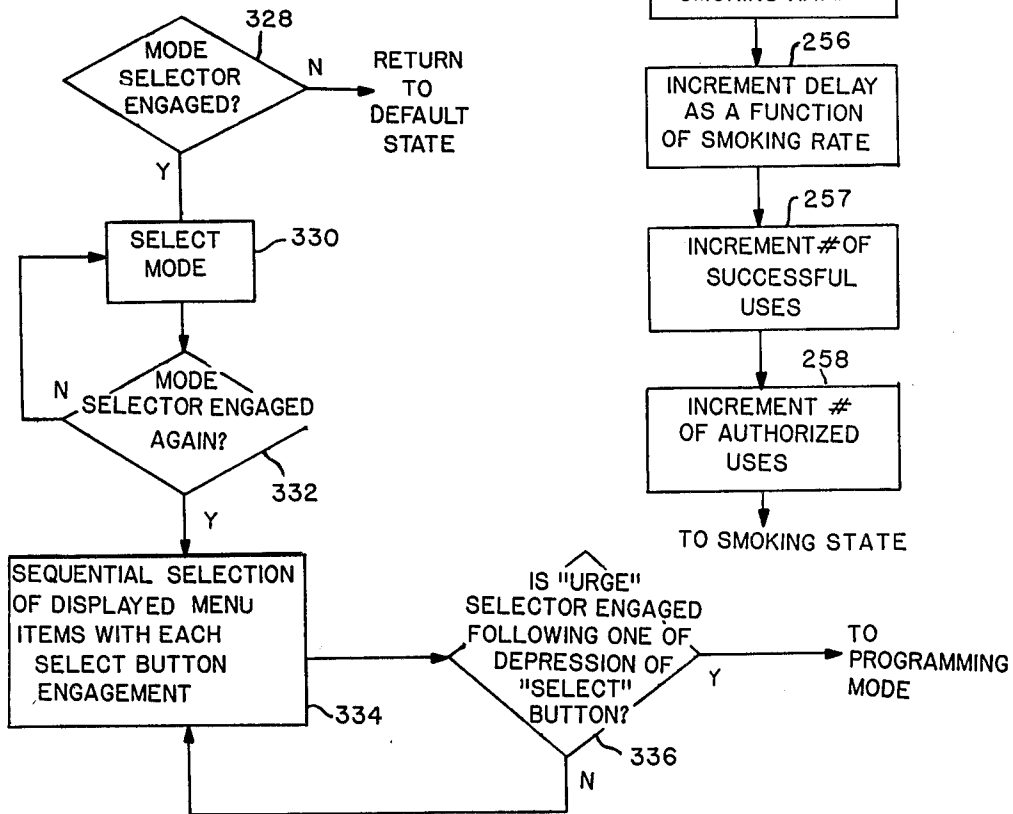 328
MODE
SELECTOR
ENGAGED?
N
RETURN
TO
DEFAULT
STATE
Y
SELECT
MODE
330
N
MODE
SELECTOR ENGAGED
AGAIN?
332
Y
SEQUENTIAL SELECTION
OF DISPLAYED MENU
ITEMS WITH EACH
SELECT BUTTON
ENGAGEMENT
334
IS "URGE"
SELECTOR ENGAGED
FOLLOWING ONE OF
DEPRESSION OF
"SELECT"
BUTTON?
336
Y
TO
PROGRAMMING
MODE
N
256
INCREMENT DELAY
AS A FUNCTION
OF SMOKING RATE
257
INCREMENT # OF
SUCCESSFUL
USES
258
INCREMENT #
OF AUTHORIZED
USES
TO SMOKING STATE